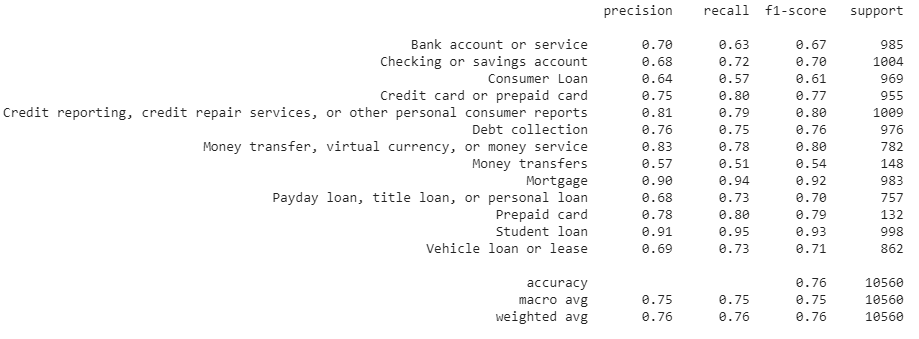 precision recall f1-score support
Bank account or service 0.70 0.63 0.67 985
Checking or savings account 0.68 0.72 0.70 1004
Consumer Loan 0.64 0.57 0.61 969
Credit card or prepaid card 0.75 0.80 0.77 955
Credit reporting, credit repair services, or other personal consumer reports 0.81 0.79 0.80 1009
Debt collection 0.76 0.75 0.76 976
Money transfer, virtual currency, or money service 0.83 0.78 0.80 782
Money transfers 0.57 0.51 0.54 148
Mortgage 0.90 0.94 0.92 983
Payday loan, title loan, or personal loan 0.68 0.73 0.70 757
Prepaid card 0.78 0.80 0.79 132
Student loan 0.91 0.95 0.93 998
Vehicle loan or lease 0.69 0.73 0.71 862
accuracy 0.76 10560
macro avg 0.75 0.75 0.75 10560
weighted avg 0.76 0.76 0.76 10560